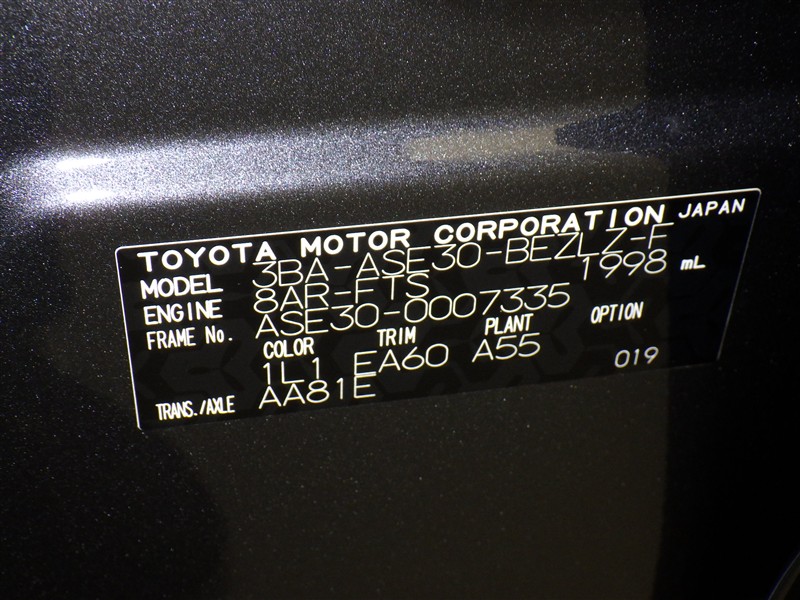 TOYOTA MOTOR CORPORATION JAPAN
MODEL 3BA-ASE30-BEZLZ-F
ENGINE 8AR-FTS 1998 mL
FRAME No. ASE30-0007335
COLOR TRIM PLANT OPTION
1L1 EA60 A55 019
TRANS./AXLE AA81E